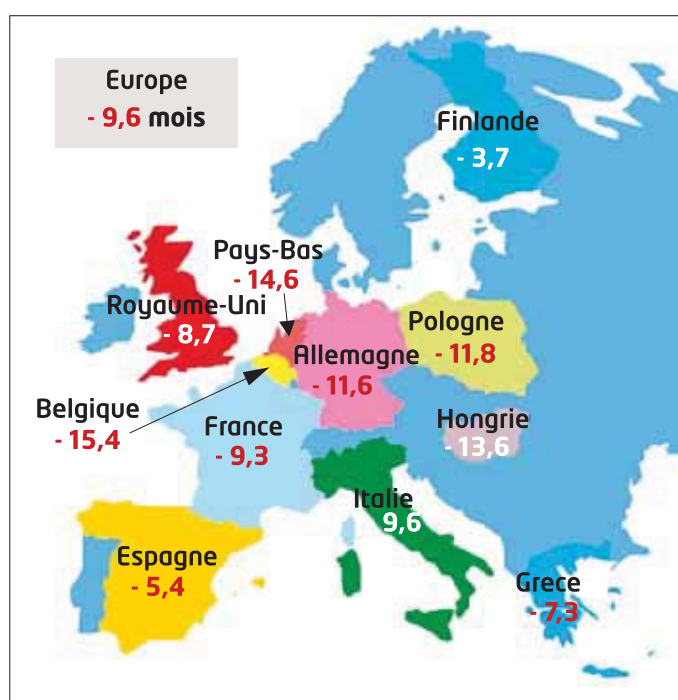 Europe
- 9,6 mois
Finlande
- 3,7
Pays-Bas
- 14,6
Royaume-Uni
- 8,7
Pologne
- 11,8
Allemagne
- 11,6
Belgique
- 15,4
France
- 9,3
Hongrie
- 13,6
Italie
9,6
Espagne
- 5,4
Grece
- 7,3